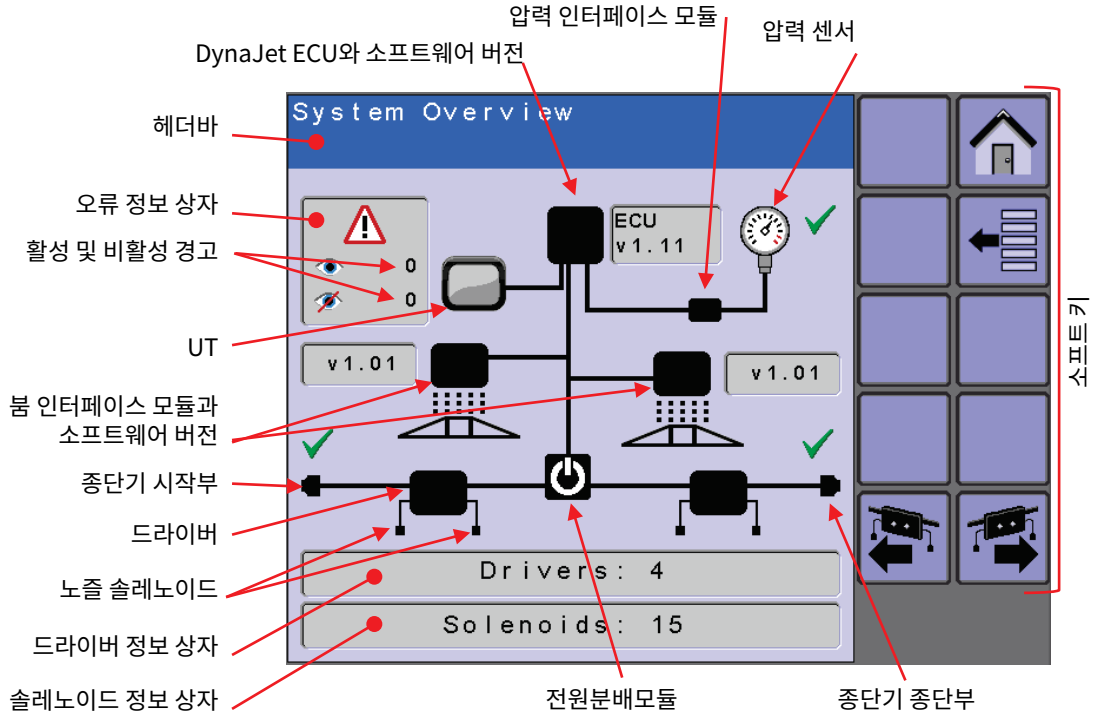 압력 인터페이스 모듈
압력 센서
DynaJet ECU와 소프트웨어 버전
System Overview
헤더바
오류 정보 상자
ECU
v1.11
활성 및 비활성 경고
0
0
UT
v1.01
v1.01
붐 인터페이스 모듈과
소프트웨어 버전
종단기 시작부
드라이버
노즐 솔레노이드
Drivers: 4
Solenoids: 15
드라이버 정보 상자
솔레노이드 정보 상자
전원분배모듈
종단기 종단부
소프트 키